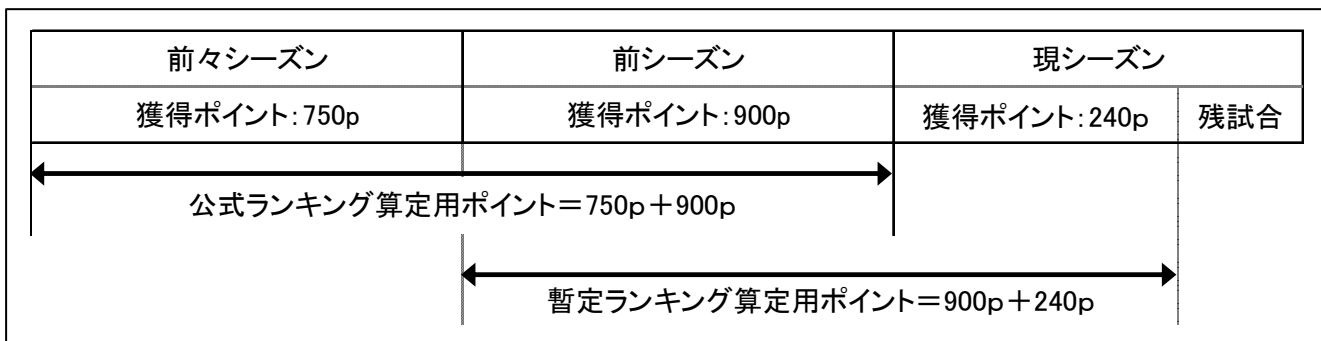 前々シーズン 前シーズン 現シーズン
獲得ポイント:750p 獲得ポイント:900p 獲得ポイント:240p 残試合
公式ランキング算定用ポイント=750p+900p
暫定ランキング算定用ポイント=900p+240p